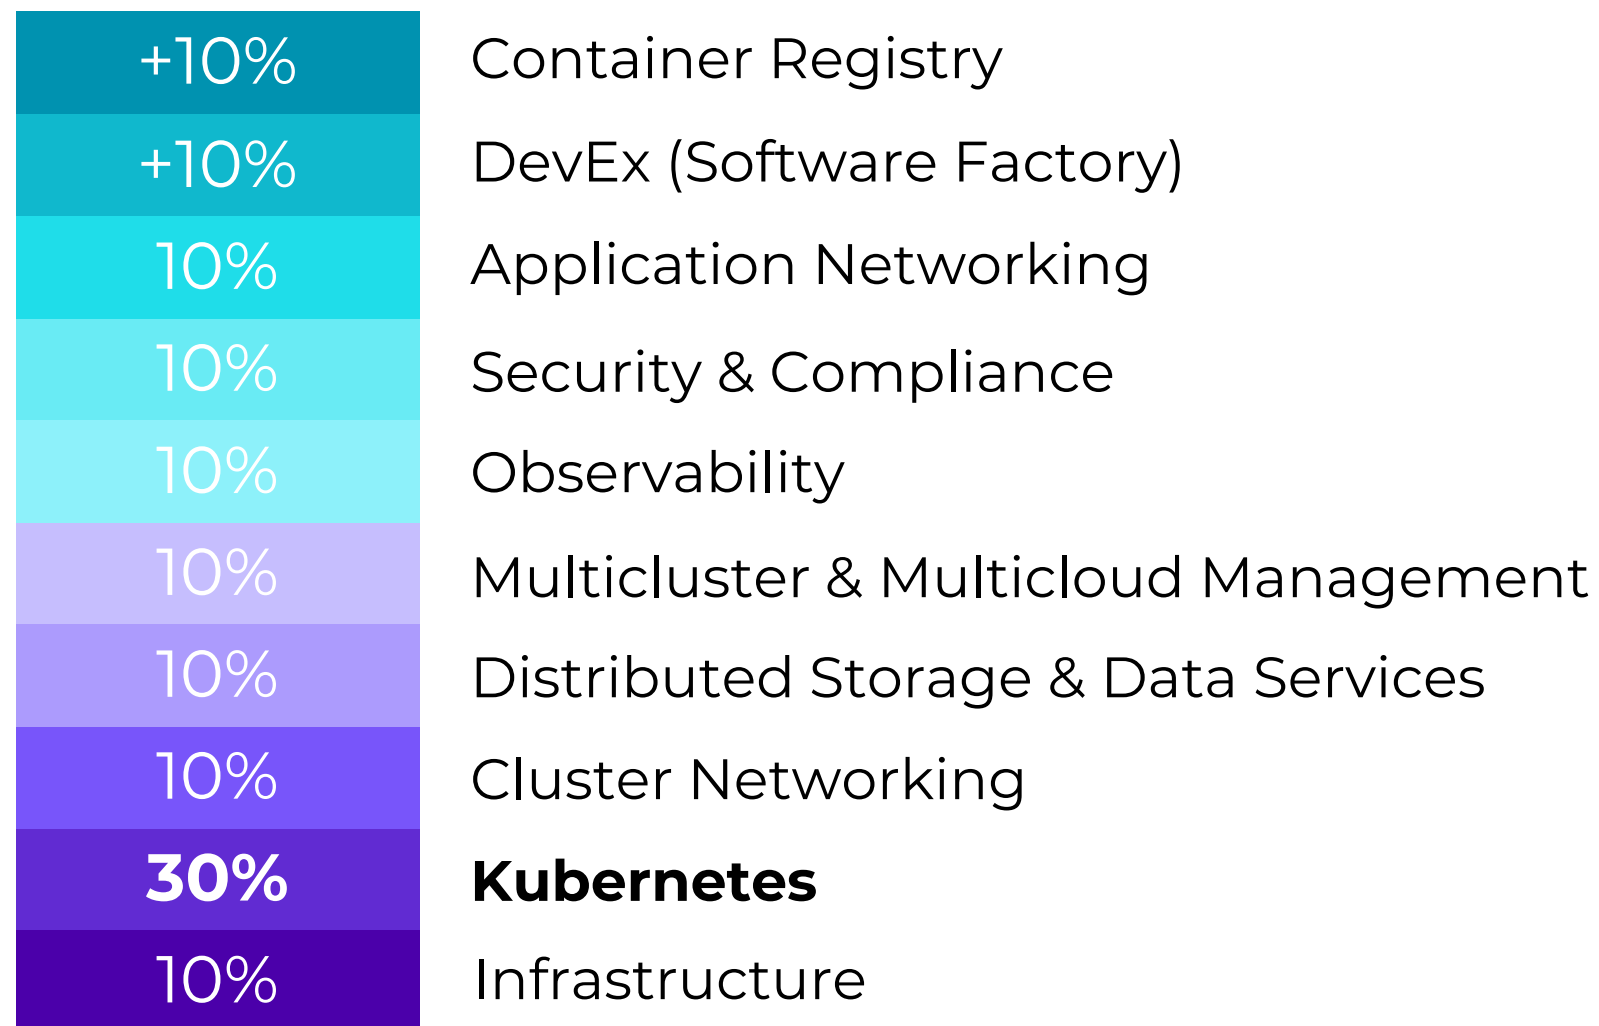 +10% Container Registry
+10% DevEx (Software Factory)
10% Application Networking
10% Security & Compliance
10% Observability
10% Multicluster & Multicloud Management
10% Distributed Storage & Data Services
10% Cluster Networking
30% Kubernetes
10% Infrastructure